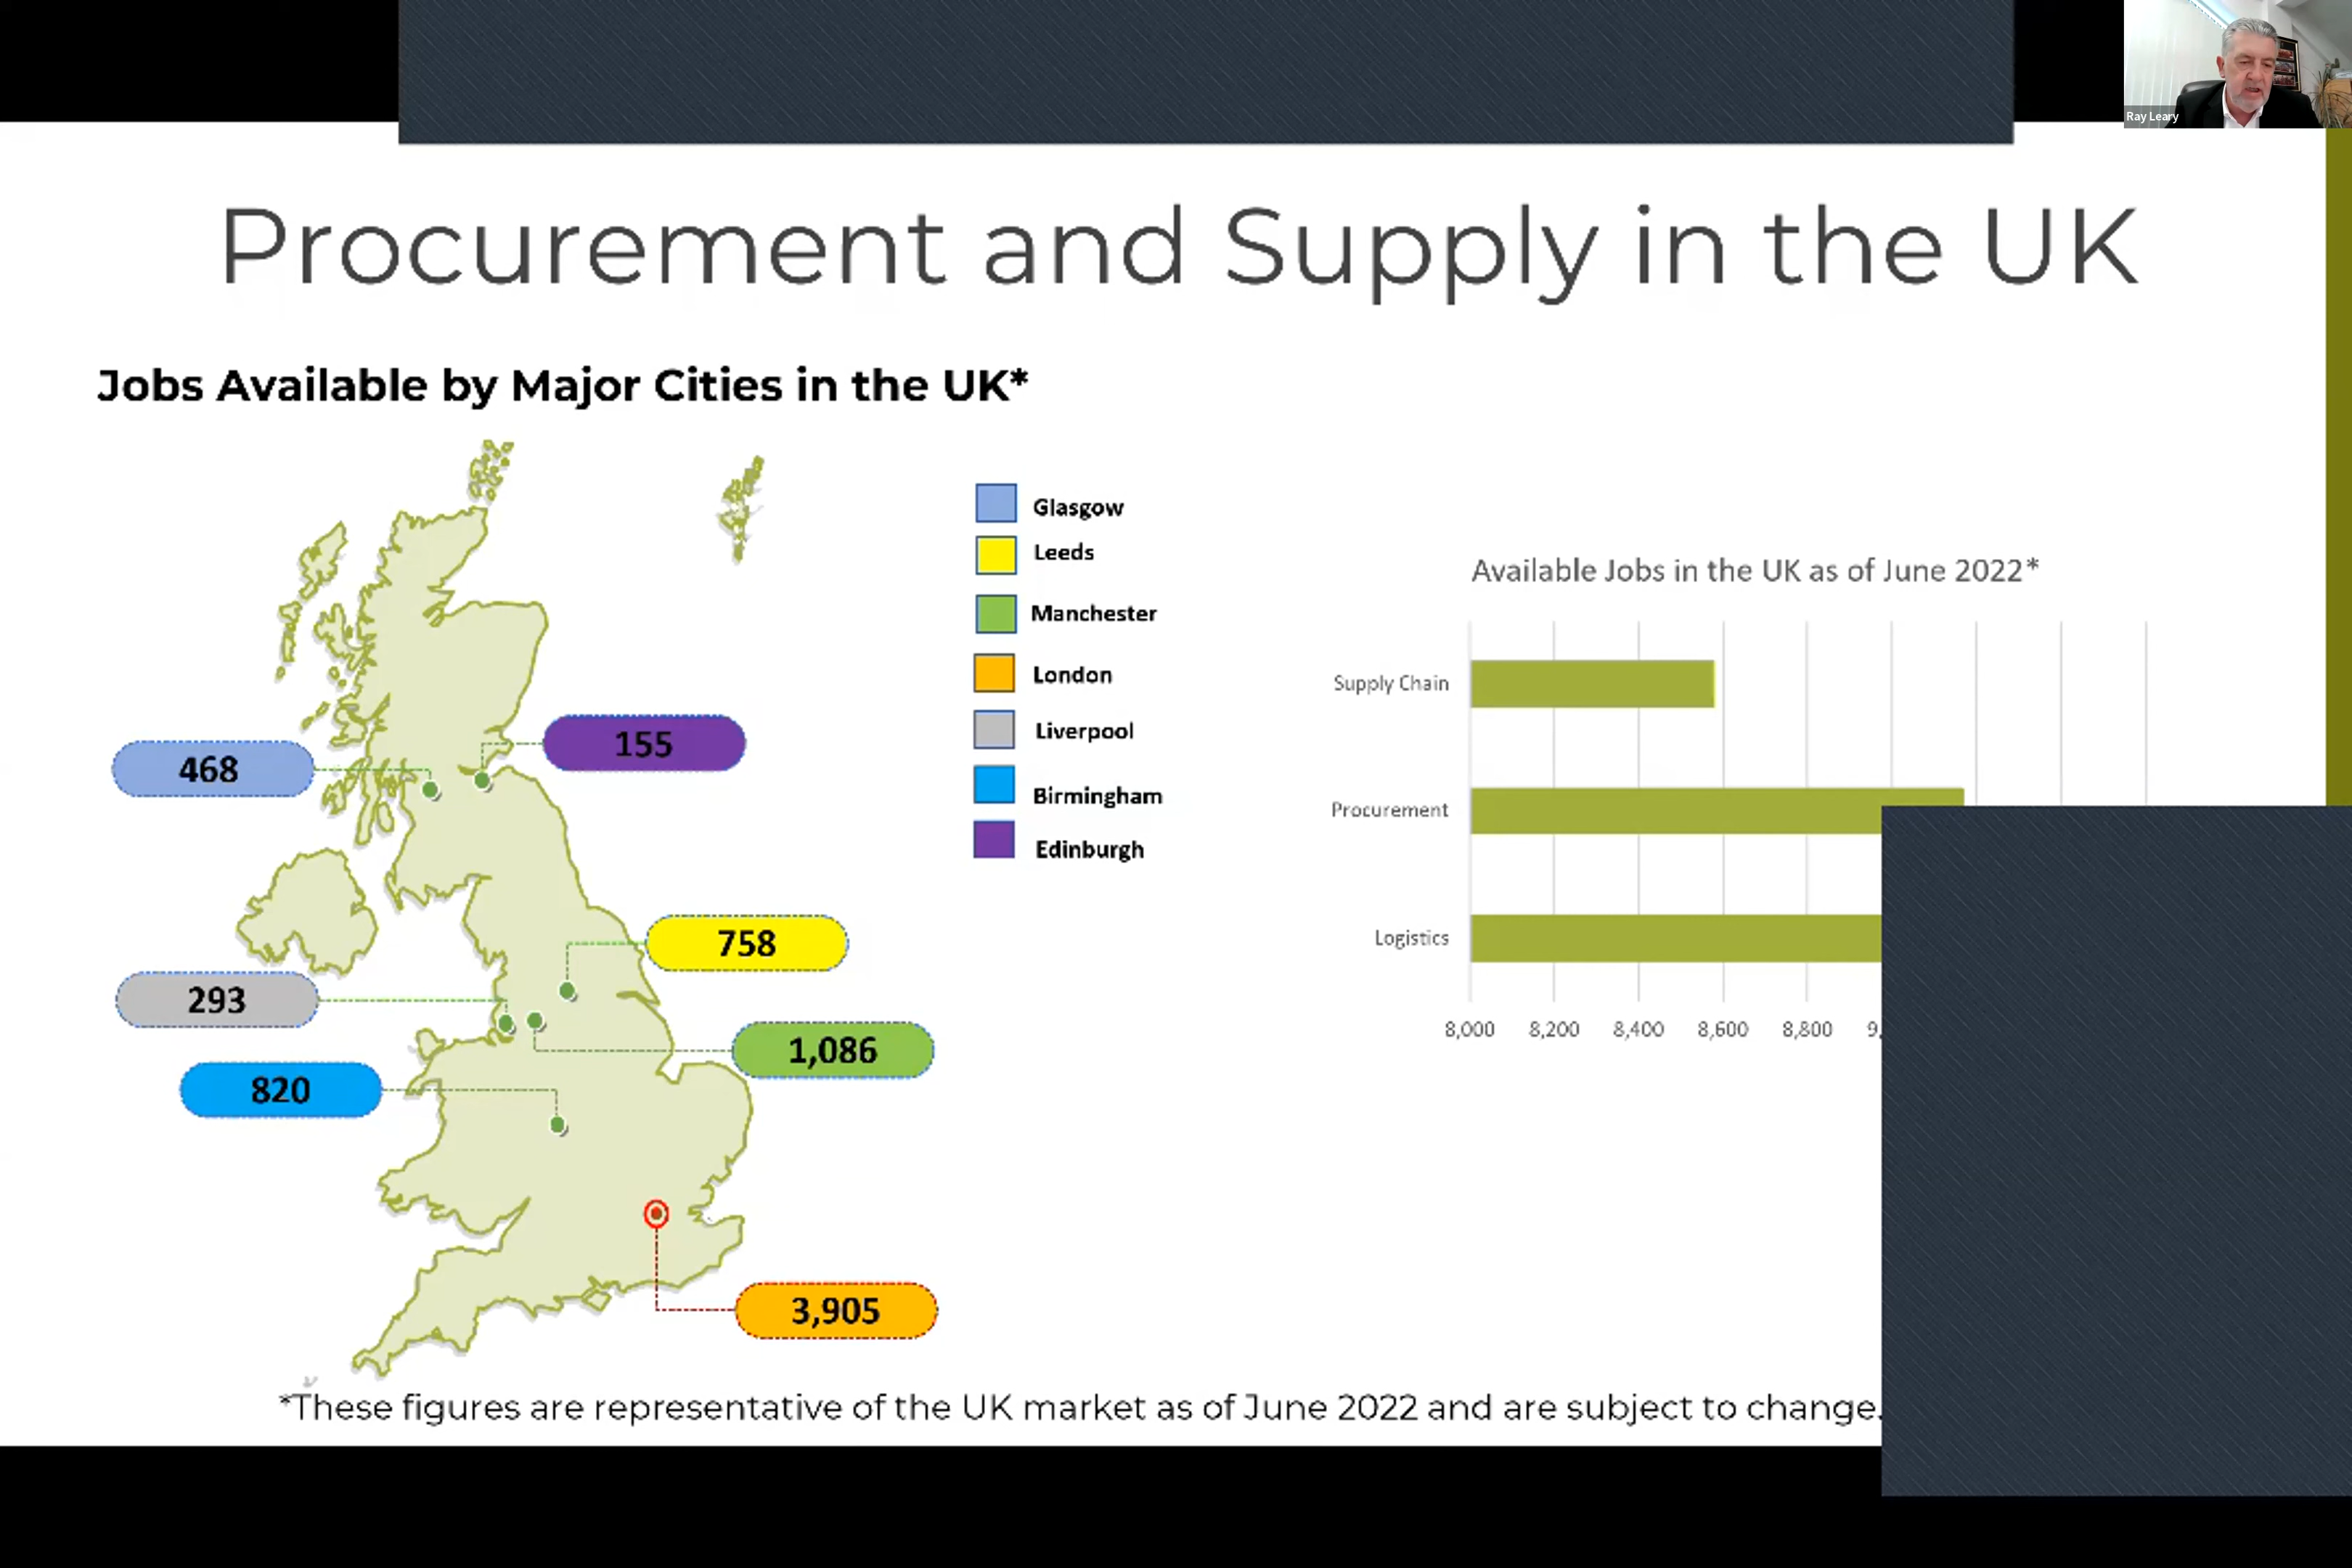 Ray Leary
Procurement and Supply in the UK
Jobs Available by Major Cities in the UK*
468
155
758
293
1,086
820
3,905
Glasgow
Leeds
Manchester
London
Liverpool
Birmingham
Edinburgh
Available Jobs in the UK as of June 2022*
Supply Chain
Procurement
Logistics
8,000 8,200 8,400 8,600 8,800
*These figures are representative of the UK market as of June 2022 and are subject to change.